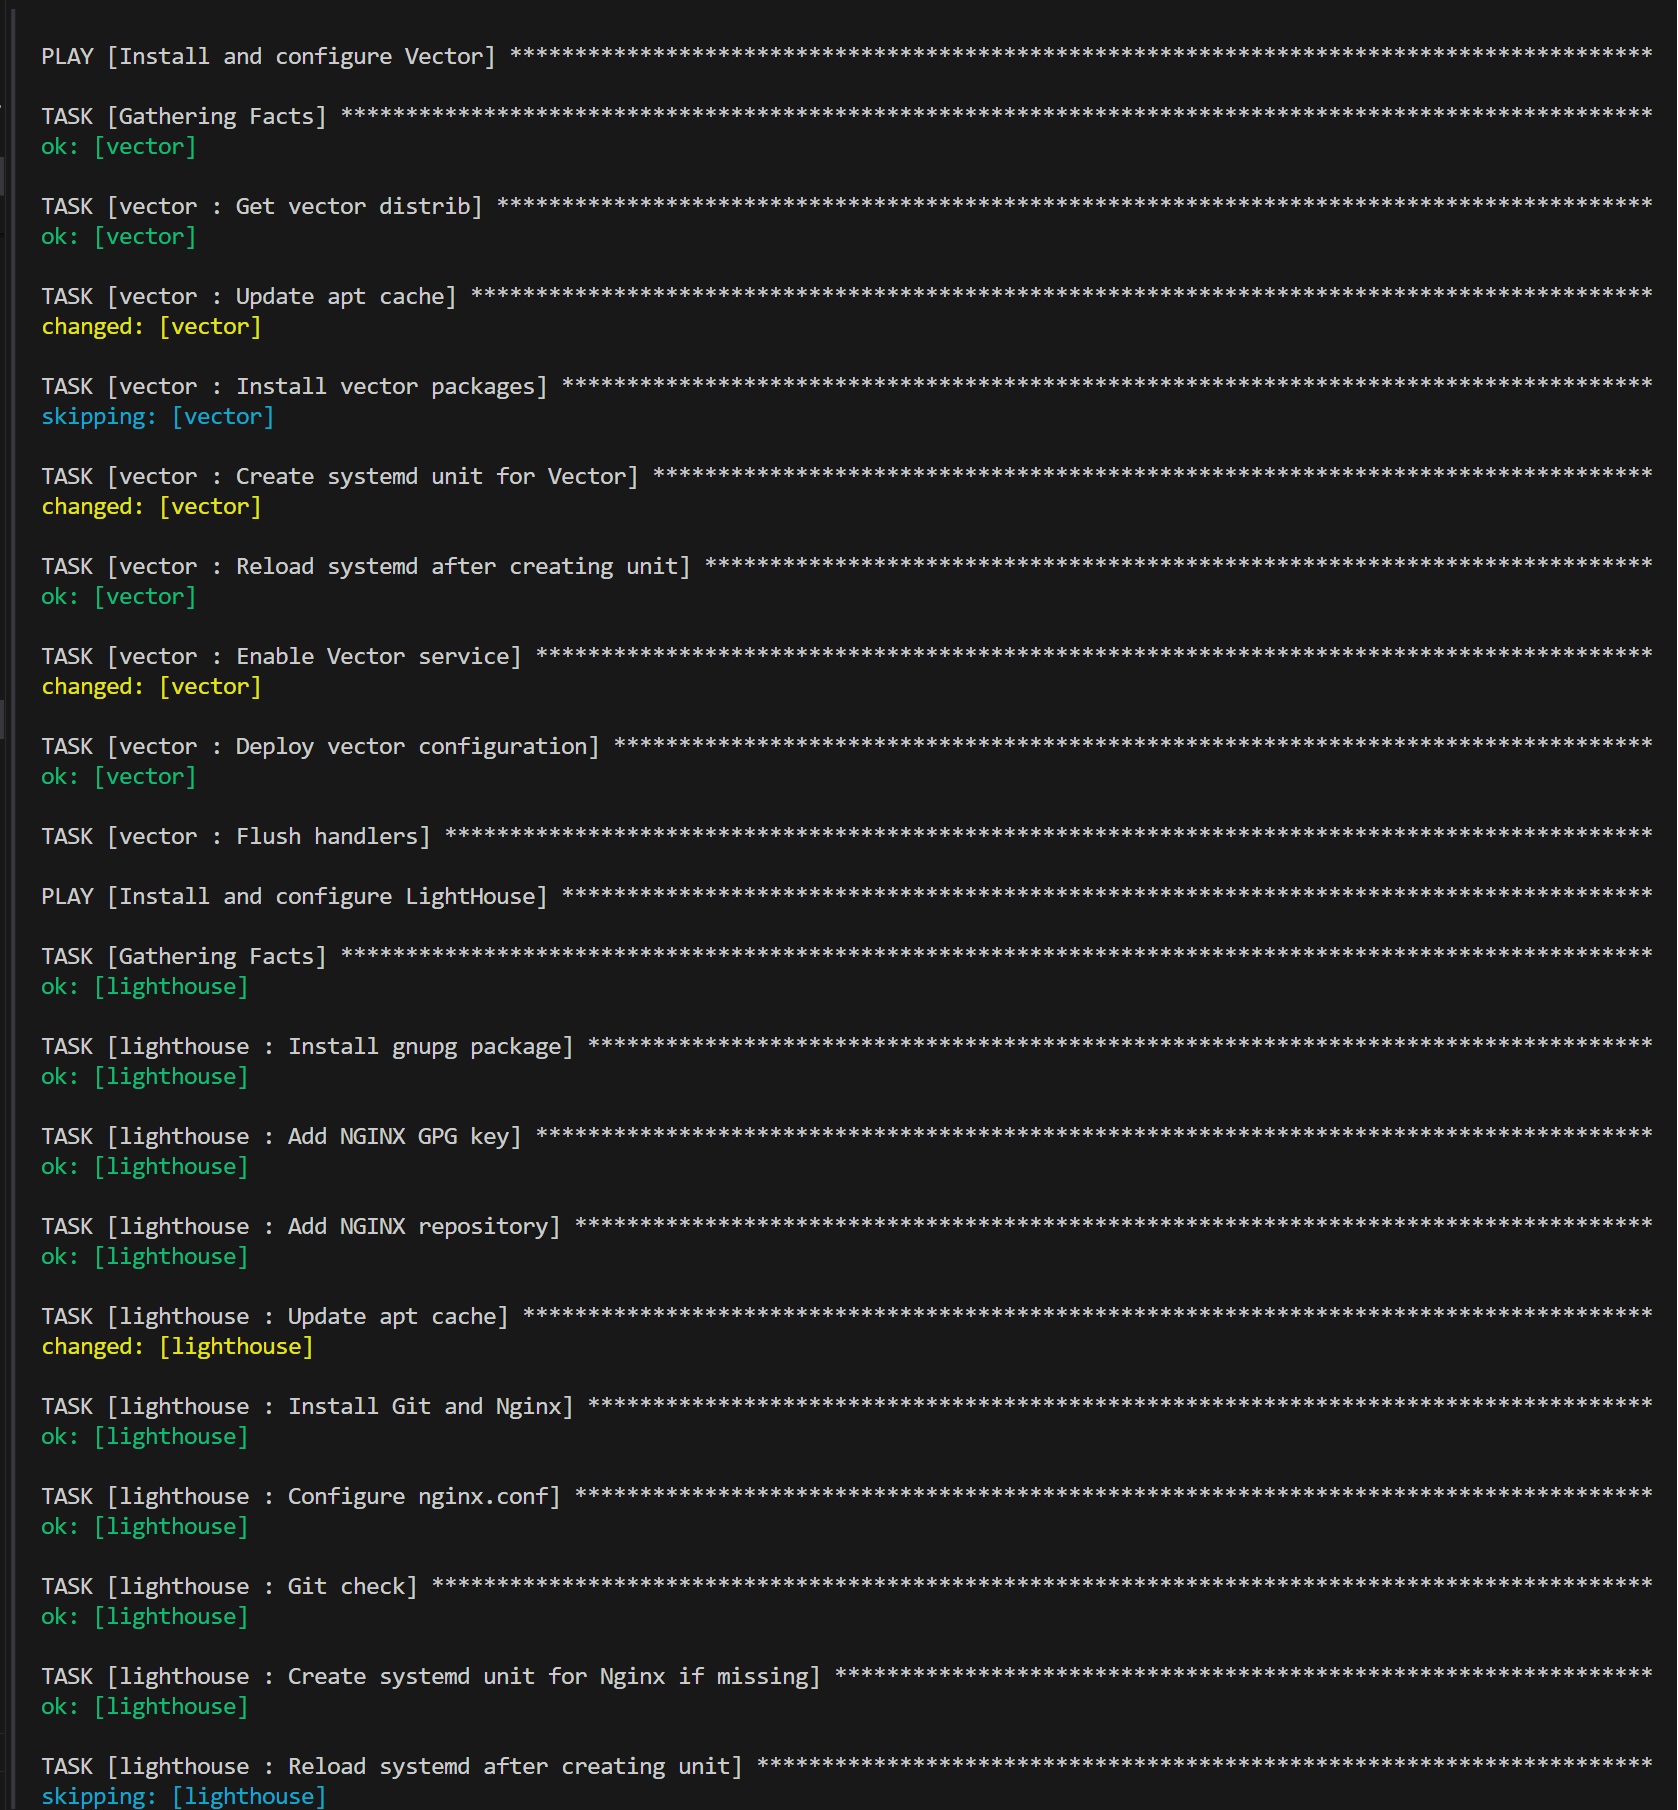 PLAY [Install and configure Vector] ****************************************************************************************
TASK [Gathering Facts] *****************************************************************************************************
ok: [vector]
TASK [vector : Get vector distrib] *****************************************************************************************
ok: [vector]
TASK [vector : Update apt cache] *******************************************************************************************
changed: [vector]
TASK [vector : Install vector packages] ************************************************************************************
skipping: [vector]
TASK [vector : Create systemd unit for Vector] *****************************************************************************
changed: [vector]
TASK [vector : Reload systemd after creating unit] *************************************************************************
ok: [vector]
TASK [vector : Enable Vector service] **************************************************************************************
changed: [vector]
TASK [vector : Deploy vector configuration] ********************************************************************************
ok: [vector]
TASK [vector : Flush handlers] *********************************************************************************************
PLAY [Install and configure LightHouse] ************************************************************************************
TASK [Gathering Facts] *****************************************************************************************************
ok: [lighthouse]
TASK [lighthouse : Install gnupg package] **********************************************************************************
ok: [lighthouse]
TASK [lighthouse : Add NGINX GPG key] **************************************************************************************
ok: [lighthouse]
TASK [lighthouse : Add NGINX repository] ***********************************************************************************
ok: [lighthouse]
TASK [lighthouse : Update apt cache] ***************************************************************************************
changed: [lighthouse]
TASK [lighthouse : Install Git and Nginx] **********************************************************************************
ok: [lighthouse]
TASK [lighthouse : Configure nginx.conf] ***********************************************************************************
ok: [lighthouse]
TASK [lighthouse : Git check] **********************************************************************************************
ok: [lighthouse]
TASK [lighthouse : Create systemd unit for Nginx if missing] ***************************************************************
ok: [lighthouse]
TASK [lighthouse : Reload systemd after creating unit] *********************************************************************
skipping: [lighthouse]